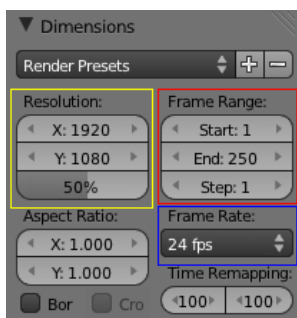 Dimensions
Render Presets
Resolution:
X: 1920
Y: 1080
50%
Frame Range:
Start: 1
End: 250
Step: 1
Aspect Ratio:
X: 1.000
Y: 1.000
Bor
Cro
Frame Rate:
24 fps
Time Remapping:
100
100